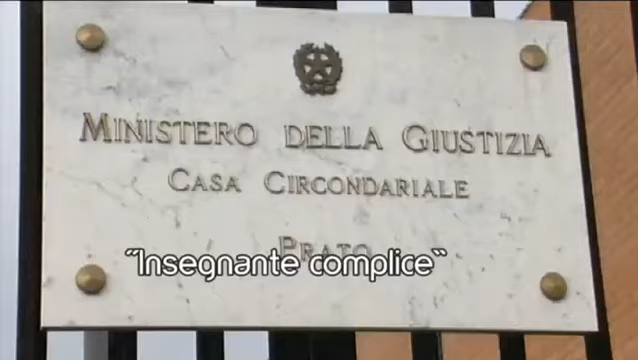 MINISTERO DELLA GIUSTIZIA
CASA CIRCONDARIALE
PRATO
"Insegnante complice"